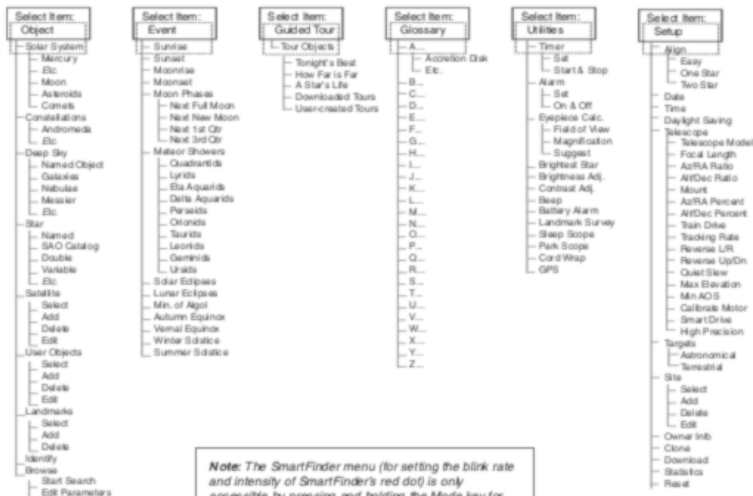 Select Item:
Object
Solar System
Mercury
Etc.
Moon
Asteroids
Comets
Constellations
Andromeda
Etc.
Deep Sky
Named Object
Galaxies
Nebulae
Messier
Etc.
Star
Named
SAO Catalog
Double
Variable
Etc.
Satellite
Select
Add
Delete
Edit
User Objects
Select
Add
Delete
Edit
Landmarks
Select
Add
Delete
Identify
Browse
Start Search
Edit Parameters
Select Item:
Event
Sunrise
Sunset
Moonrise
Moonset
Moon Phases
Next Full Moon
Next New Moon
Next 1st Qtr
Next 3rd Qtr
Meteor Showers
Quadrantids
Lyrids
Eta Aquarids
Delta Aquarids
Perseids
Orionids
Taurids
Leonids
Geminids
Ursids
Solar Eclipses
Lunar Eclipses
Min. of Algol
Autumn Equinox
Vernal Equinox
Winter Solstice
Summer Solstice
Select Item:
Guided Tour
Tour Objects
Tonight's Best
How Far is Far
A Star's Life
Downloaded Tours
User-created Tours
Select Item:
Glossary
A...
Accretion Disk
Etc.
B...
C...
D...
E...
F...
G...
H...
I...
J...
K...
L...
M...
N...
O...
P...
Q...
R...
S...
T...
U...
V...
W...
X...
Y...
Z...
Select Item:
Utilities
Timer
Set
Start & Stop
Alarm
Set
On & Off
Eyepiece Calc.
Field of View
Magnification
Suggest
Brightest Star
Brightness Adj.
Contrast Adj.
Beep
Battery Alarm
Landmark Survey
Sleep Scope
Park Scope
Cord Wrap
GPS
Select Item:
Setup
Align
Easy
One Star
Two Star
Date
Time
Daylight Saving
Telescope
Telescope Model
Focal Length
Az/RA Ratio
Alt/Dec Ratio
Mount
Az/RA Percent
Alt/Dec Percent
Train Drive
Tracking Rate
Reverse L/R
Reverse Up/Dn
Quiet Slew
Max Elevation
Min AOS
Calibrate Motor
Smart Drive
High Precision
Targets
Astronomical
Terrestrial
Site
Select
Add
Delete
Edit
Owner Info
Clone
Download
Statistics
Reset
Note: The SmartFinder menu (for setting the blink rate
and intensity of SmartFinder's red dot) is only
accessible by pressing and holding the Mode key for